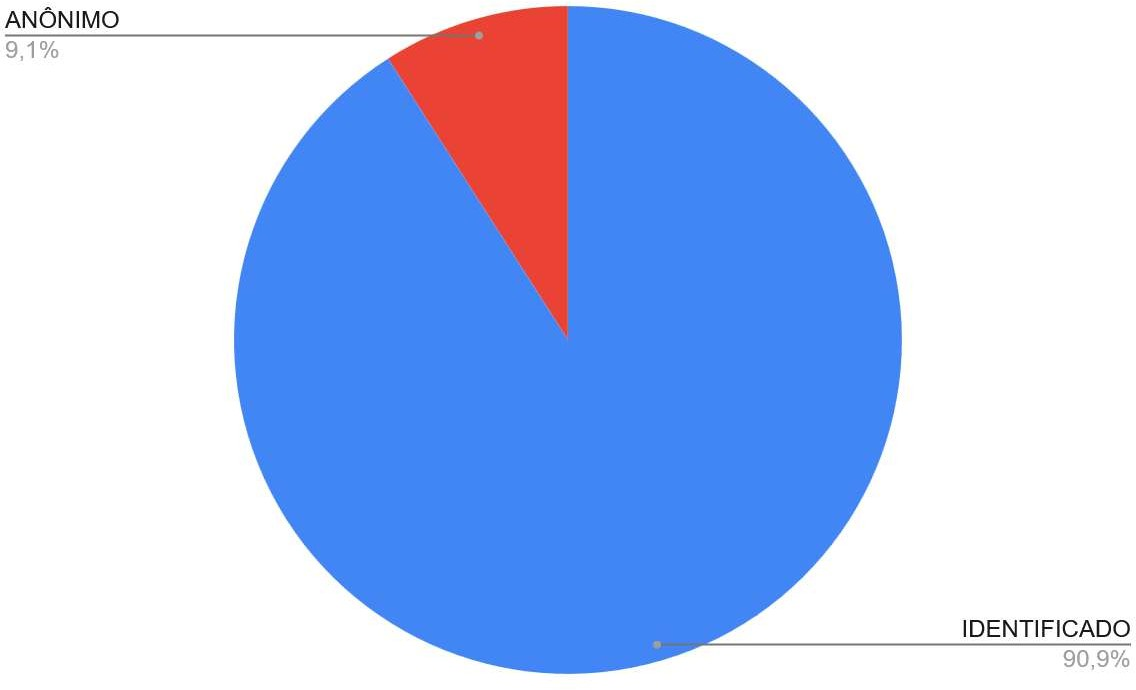 ANÔNIMO
9,1%
IDENTIFICADO
90,9%